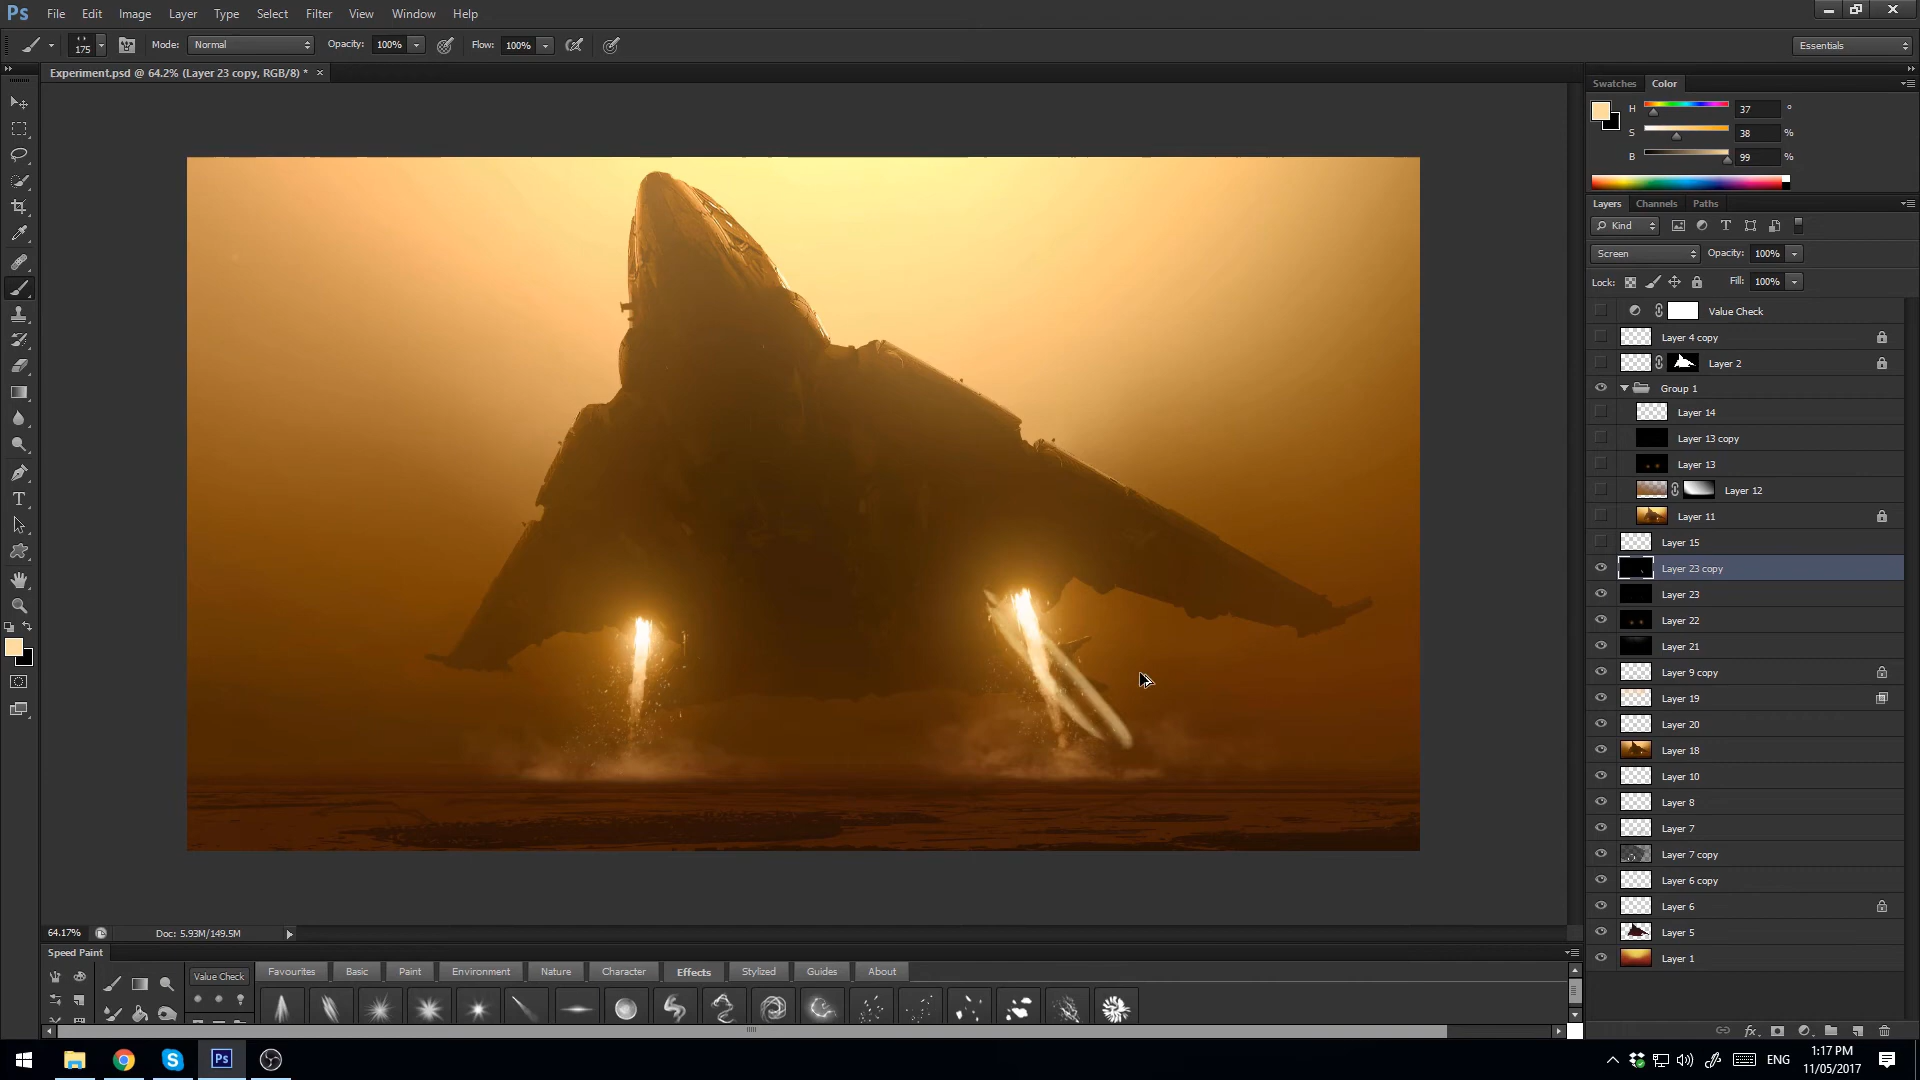 Ps File Edit Image Layer Type Select Filter View Window Help
175 Mode: Normal Opacity: 100% Flow: 100% Essentials
Experiment.psd @ 64.2% (Layer 23 copy, RGB/8) * ×
Swatches Color
H 37 °
S 38 %
B 99 %
Layers Channels Paths
Kind
Screen Opacity: 100%
Lock: Fill: 100%
Value Check
Layer 4 copy
Layer 2
Group 1
Layer 14
Layer 13 copy
Layer 13
Layer 12
Layer 11
Layer 15
Layer 23 copy
Layer 23
Layer 22
Layer 21
Layer 9 copy
Layer 19
Layer 20
Layer 18
Layer 10
Layer 8
Layer 7
Layer 7 copy
Layer 6 copy
Layer 6
Layer 5
Layer 1
64.17% Doc: 5.93M/149.5M
Speed Paint
Value Check Favourites Basic Paint Environment Nature Character Effects Stylized Guides About
fx
Ps ENG 1:17 PM
11/05/2017